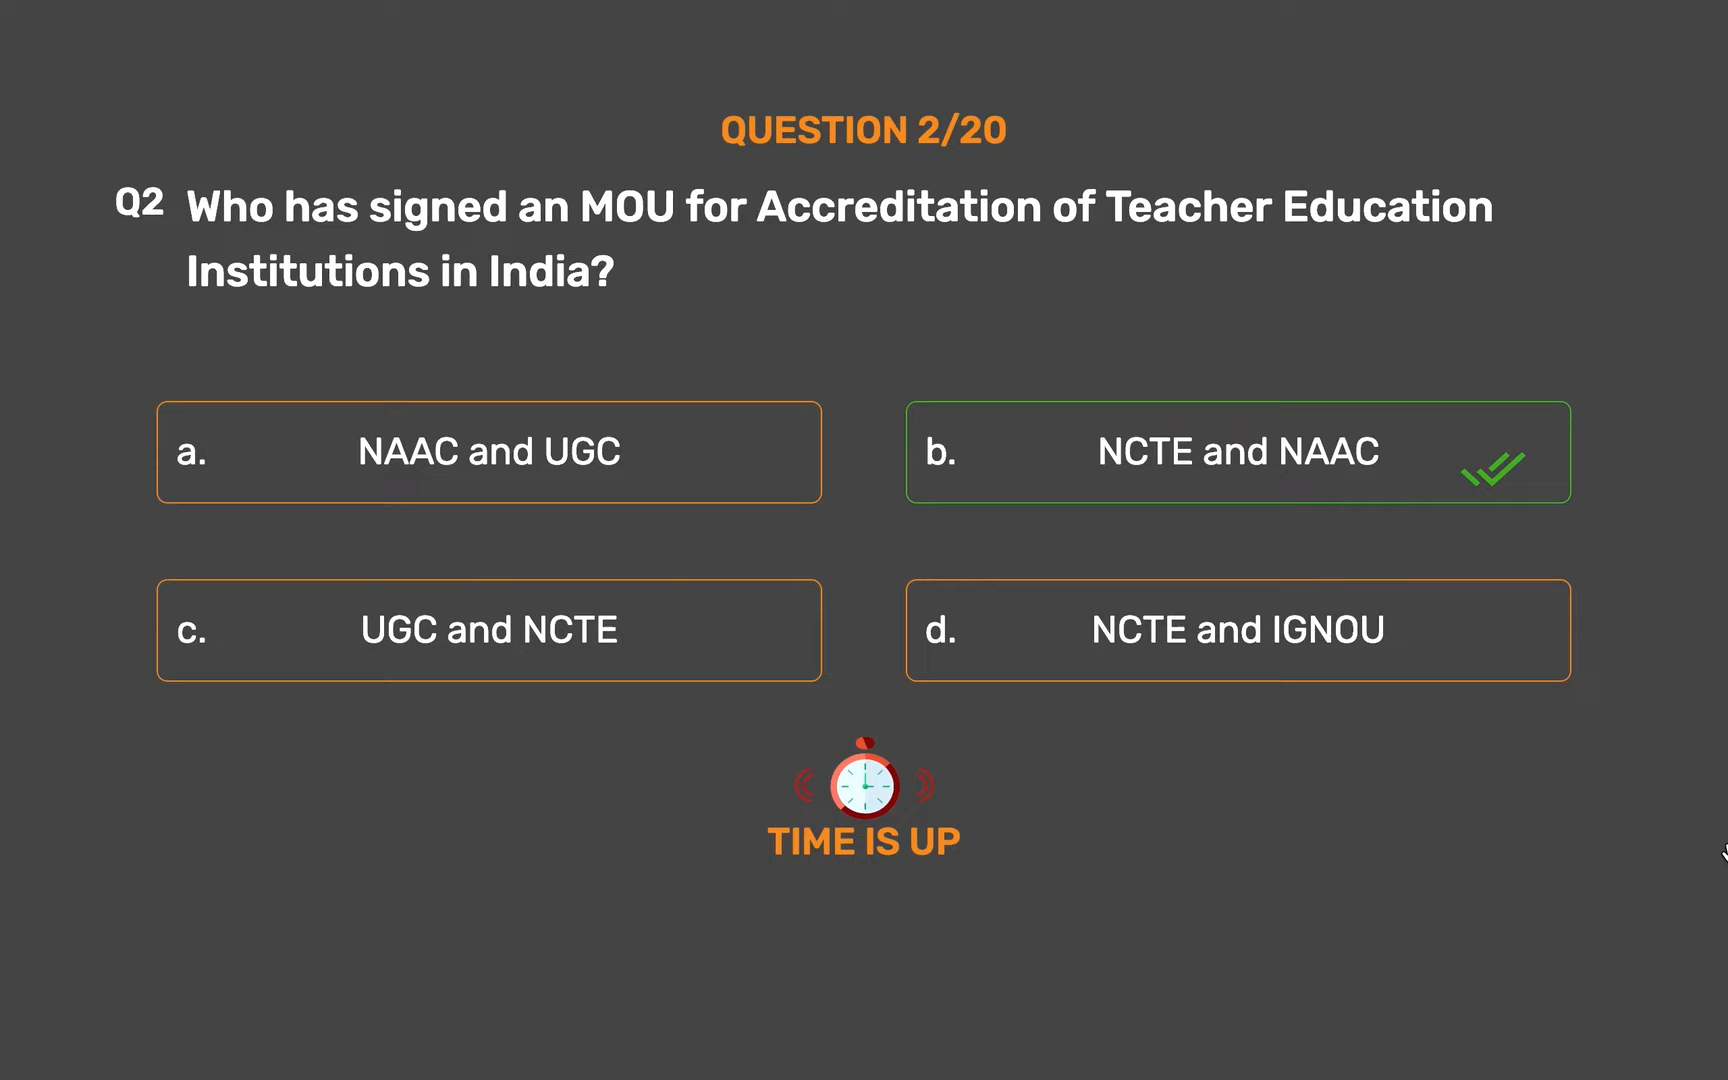 QUESTION 2/20
Q2 Who has signed an MOU for Accreditation of Teacher Education
Institutions in India?
a. NAAC and UGC
b. NCTE and NAAC
c. UGC and NCTE
d. NCTE and IGNOU
TIME IS UP